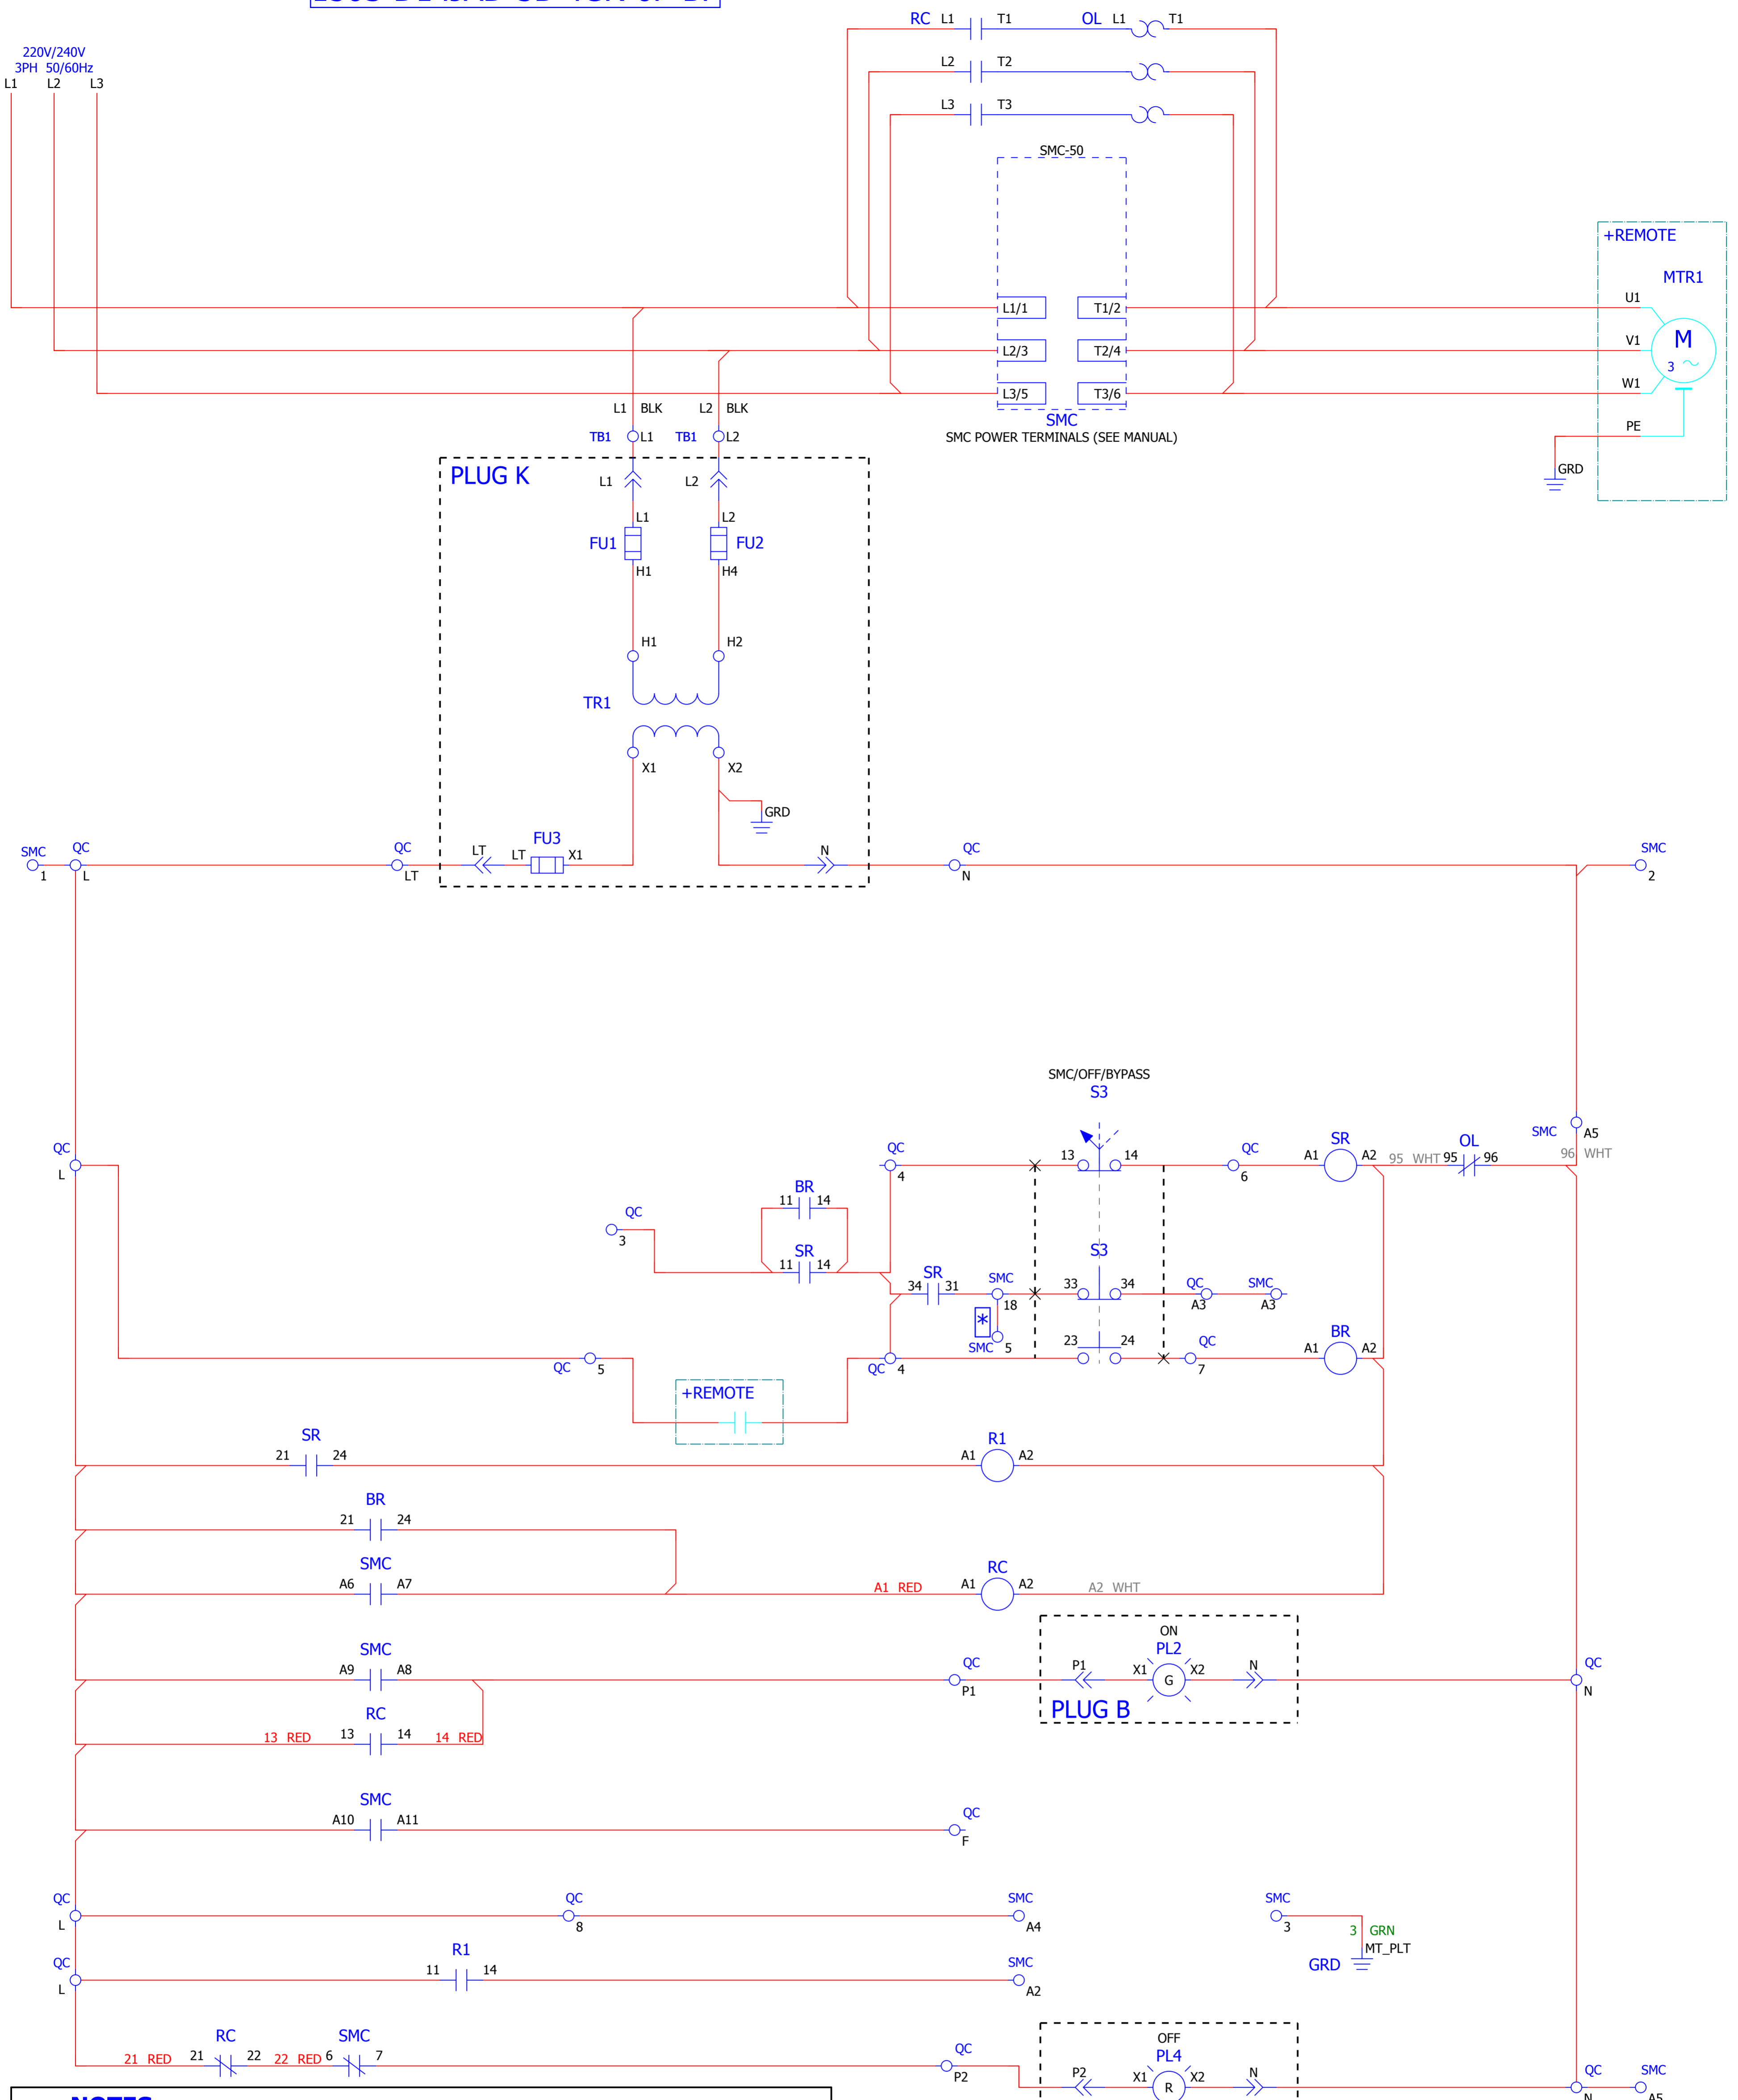 RC L1 T1 OL L1 T1
220V/240V
3PH 50/60Hz
L1 L2 L3
L2 T2
L3 T3
SMC-50
+REMOTE
MTR1
L1/1 T1/2 U1
L2/3 T2/4 V1
M
3
L3/5 T3/6 W1
L1 BLK L2 BLK
SMC
SMC POWER TERMINALS (SEE MANUAL)
PE
TB1 L1 TB1 L2
PLUG K
L1 L2
GRD
L1 L2
FU1 FU2
H1 H4
H1 H2
TR1
X1 X2
GRD
SMC QC QC LT FU3 N QC SMC
LT X1
1 L LT N 2
SMC/OFF/BYPASS
S3
SMC A5
QC QC 13 14 QC SR OL
A1 A2 95 WHT 95 96 96 WHT
L 4 6
BR
11 14
QC
3
SR S3
11 14
SR SMC 33 34 QC SMC
34 31
18 A3 A3
*
SMC 5 23 24 QC BR
A1 A2
QC 5 QC 4 7
+REMOTE
SR R1
21 24 A1 A2
BR
21 24
SMC RC
A6 A7 A1 RED A1 A2 A2 WHT
ON
SMC QC PL2 QC
A9 A8 P1 X1 X2 N
G
P1 N
PLUG B
RC
13 RED 13 14 14 RED
SMC QC
A10 A11
F
QC QC SMC SMC
L 8 A4 3
3 GRN
MT_PLT
GRD
QC R1 SMC
11 14
L A2
OFF
RC SMC QC PL4
21 RED 21 22 22 RED 6 7
P2
P2 X1 X2 N QC SMC
R